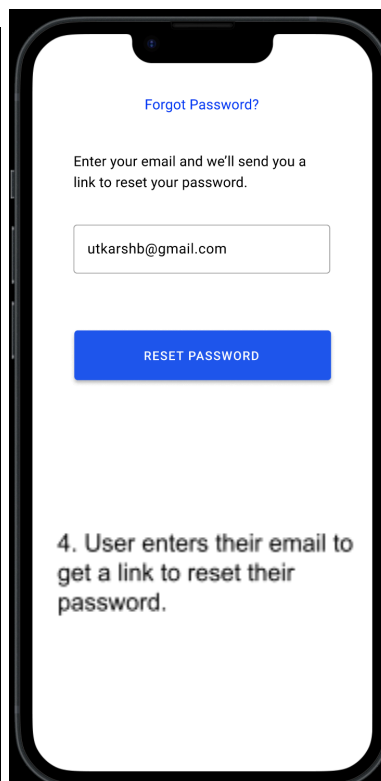 Forgot Password?
Enter your email and we'll send you a
link to reset your password.
utkarshb@gmail.com
RESET PASSWORD
4. User enters their email to
get a link to reset their
password.